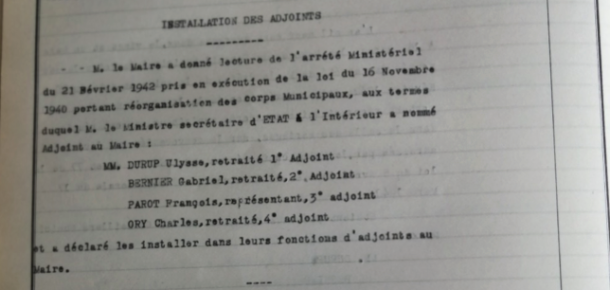 INSTALLATION DES ADJOINTS
----------
- - M. le Maire a donné lecture de l'arrété Ministériel
du 21 Février 1942 pris en exécution de la loi du 16 Novembre
1940 portant réorganisation des corps Municipaux, aux termes
duquel M. le Ministre secrétaire d'ETAT à l'Intérieur a nommé
Adjoint au Maire :
MM. DURUP Ulysse,retraité 1° Adjoint
BERNIER Gabriel,retraité,2° Adjoint
PAROT François,représentant,3° adjoint
ORY Charles,retraité,4° adjoint
et a déclaré les installer dans leurs fonctions d'adjoints au
Maire.
----